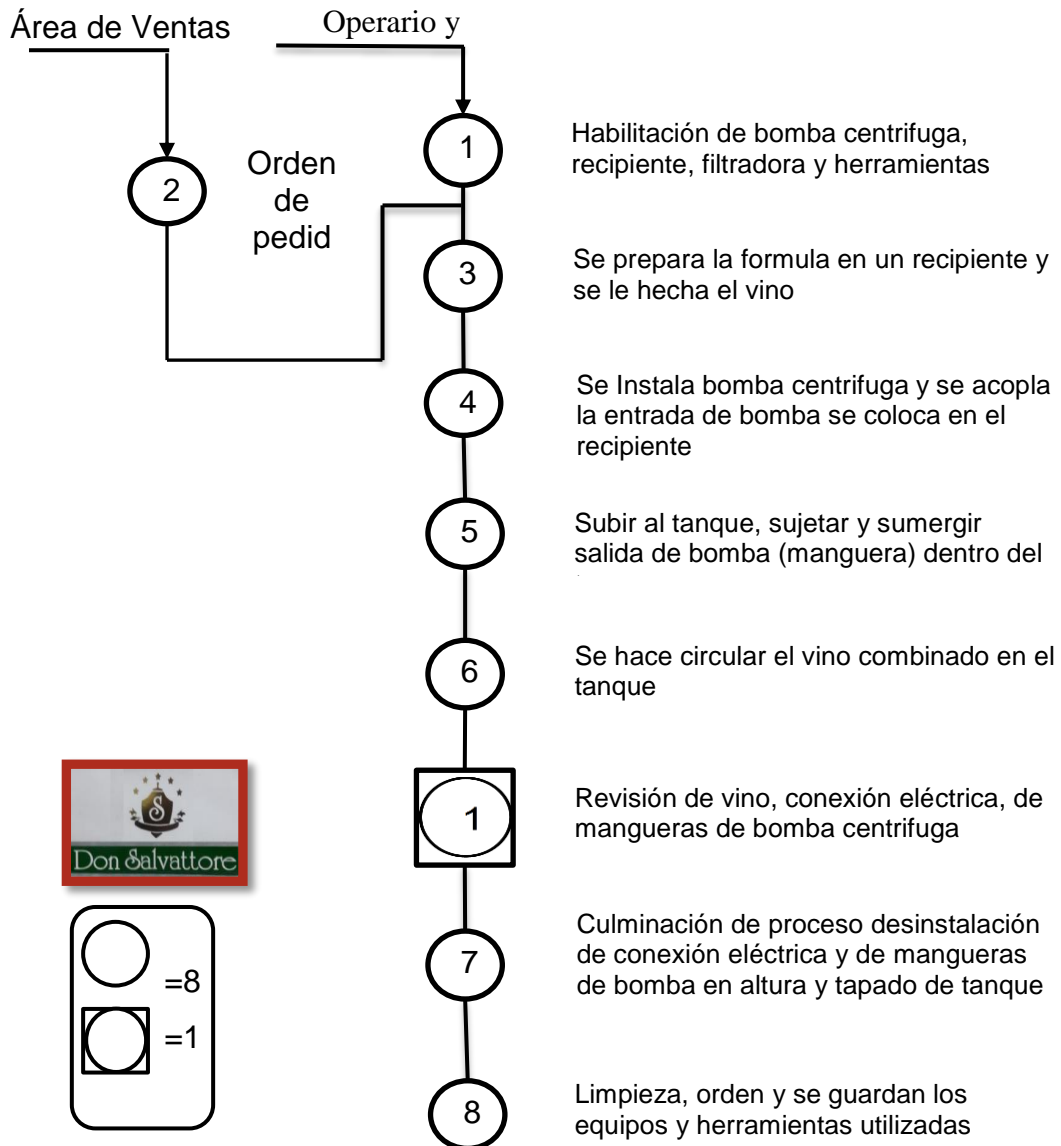 Área de Ventas
Operario y
1
Habilitación de bomba centrifuga,
recipiente, filtradora y herramientas
2
Orden
de
pedid
3
Se prepara la formula en un recipiente y
se le hecha el vino
4
Se Instala bomba centrifuga y se acopla
la entrada de bomba se coloca en el
recipiente
5
Subir al tanque, sujetar y sumergir
salida de bomba (manguera) dentro del
6
Se hace circular el vino combinado en el
tanque
1
Revisión de vino, conexión eléctrica, de
mangueras de bomba centrifuga
S
Don Salvattore
=8
=1
7
Culminación de proceso desinstalación
de conexión eléctrica y de mangueras
de bomba en altura y tapado de tanque
8
Limpieza, orden y se guardan los
equipos y herramientas utilizadas